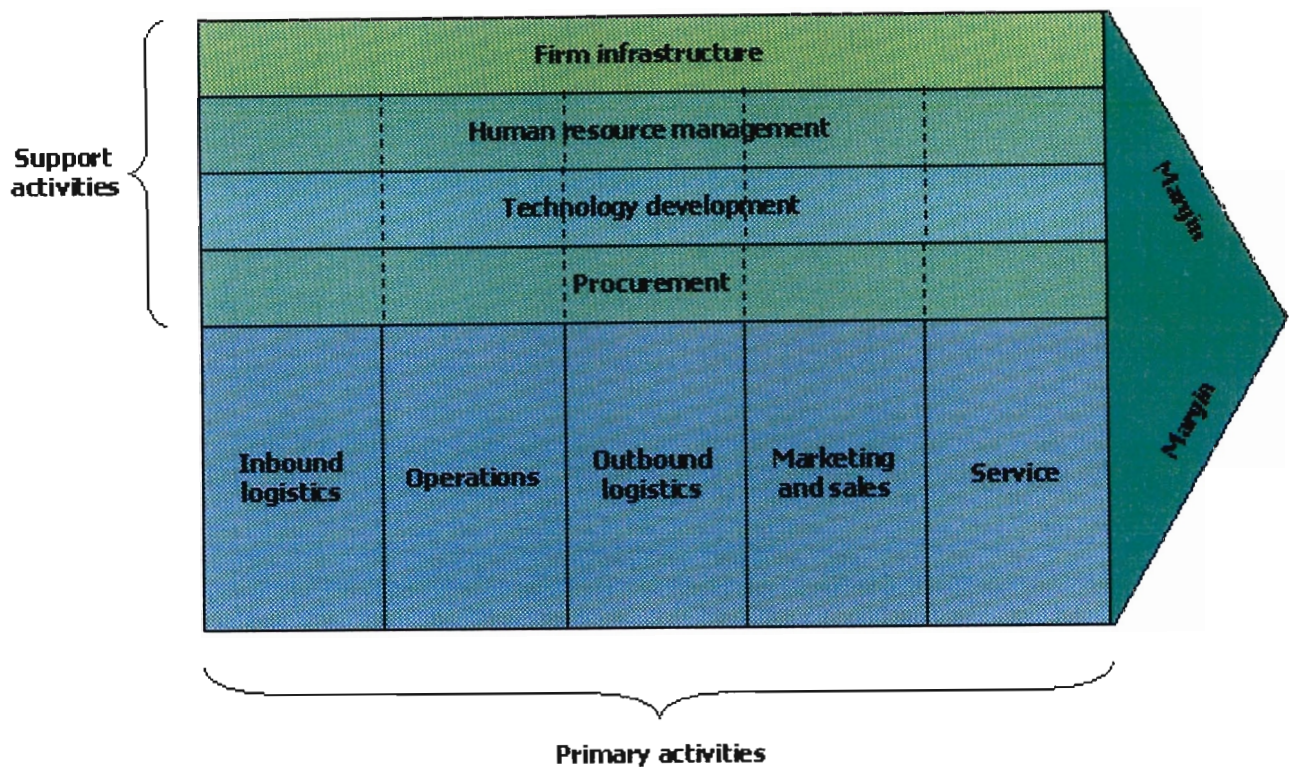 Firm infrastructure
Human resource management
Support
activities
Technology development
Procurement
Margin
Margin
Inbound
logistics
Operations
Outbound
logistics
Marketing
and sales
Service
Primary activities